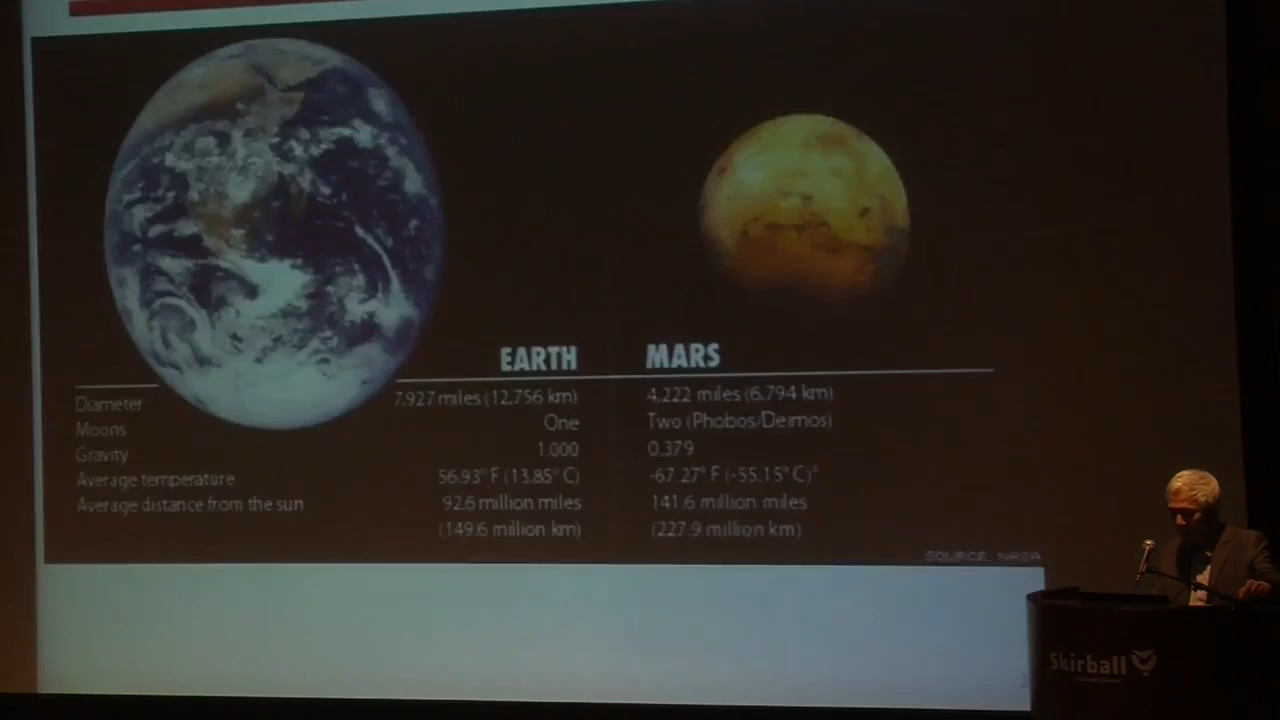 EARTH MARS
Diameter 7,927 miles (12,756 km) 4,222 miles (6,794 km)
Moons One Two (Phobos/Deimos)
Gravity 1.000 0.379
Average temperature 56.93° F (13.85° C) -67.27° F (-55.15° C)°
Average distance from the sun 92.6 million miles 141.6 million miles
(149.6 million km) (227.9 million km)
SOURCE: NASA
Skirball